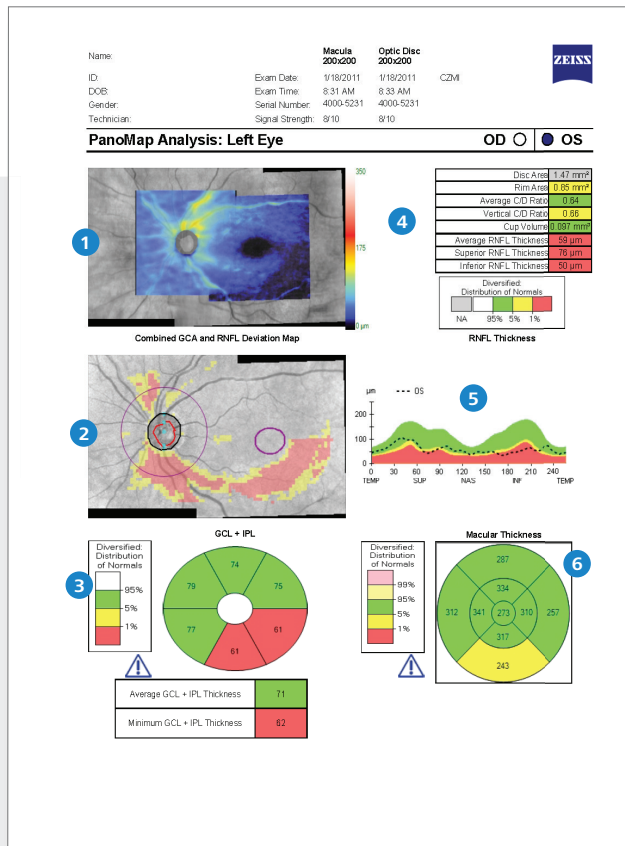 Name:
Macula 200x200
Optic Disc 200x200
ZEISS
ID:
Exam Date: 1/18/2011 1/18/2011 CZMI
DOB:
Exam Time: 8:31 AM 8:33 AM
Gender:
Serial Number: 4000-5231 4000-5231
Technician:
Signal Strength: 8/10 8/10
PanoMap Analysis: Left Eye OD OS
1
350
175
0 µm
4
Disc Area 1.47 mm²
Rim Area 0.85 mm²
Average C/D Ratio 0.64
Vertical C/D Ratio 0.66
Cup Volume 0.097 mm³
Average RNFL Thickness 59 µm
Superior RNFL Thickness 76 µm
Inferior RNFL Thickness 50 µm
Diversified:
Distribution of Normals
NA 95% 5% 1%
Combined GCA and RNFL Deviation Map
RNFL Thickness
2
5
µm --- OS
200
100
0
0 30 60 90 120 150 180 210 240
TEMP SUP NAS INF TEMP
GCL + IPL
3
Diversified:
Distribution
of Normals
95%
5%
1%
74
79
75
77
61
61
Average GCL + IPL Thickness 71
Minimum GCL + IPL Thickness 62
Macular Thickness
6
Diversified:
Distribution
of Normals
99%
95%
5%
1%
287
334
312 341 273 310 257
317
243